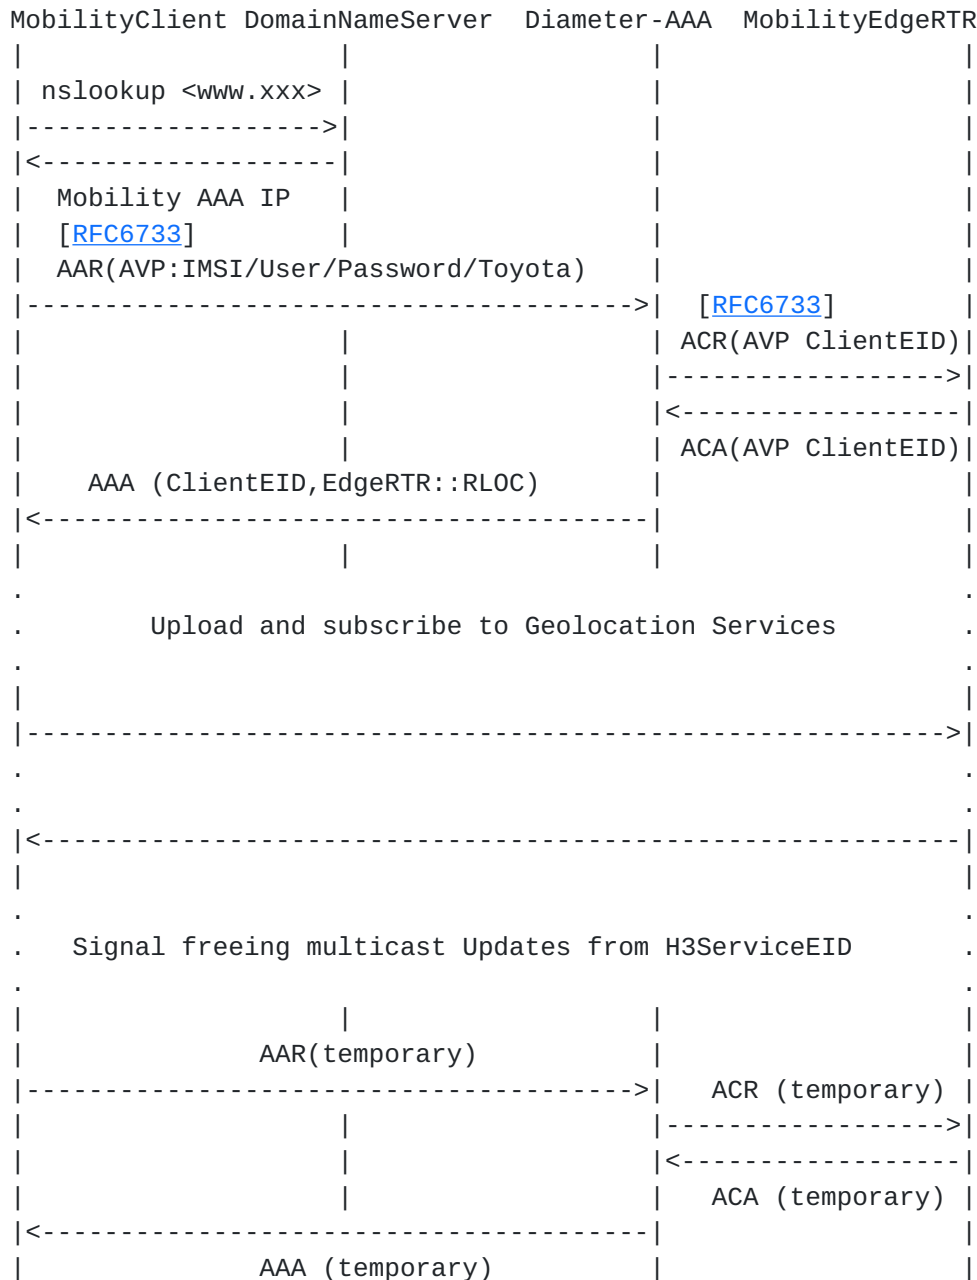 MobilityClient DomainNameServer  Diameter-AAA  MobilityEdgeRTR
|                    |                   |                   |
| nslookup <www.xxx> |                   |                   |
|------------------->|                   |                   |
|<-------------------|                   |                   |
|  Mobility AAA IP   |                   |                   |
|  [RFC6733]         |                   |                   |
|  AAR(AVP:IMSI/User/Password/Toyota)    |                   |
|--------------------------------------->|  [RFC6733]        |
|                    |                   | ACR(AVP ClientEID)|
|                    |                   |------------------>|
|                    |                   |<------------------|
|                    |                   | ACA(AVP ClientEID)|
|    AAA (ClientEID,EdgeRTR::RLOC)       |                   |
|<---------------------------------------|                   |
|                    |                   |                   |
.                                                            .
.        Upload and subscribe to Geolocation Services        .
.                                                            .
|                                                            |
|----------------------------------------------------------->|
.                                                            .
.                                                            .
|<-----------------------------------------------------------|
|                                                            |
.                                                            .
.   Signal freeing multicast Updates from H3ServiceEID       .
.                                                            .
|                    |                   |                   |
|               AAR(temporary)           |                   |
|--------------------------------------->|   ACR (temporary) |
|                    |                   |------------------>|
|                    |                   |<------------------|
|                    |                   |   ACA (temporary) |
|<---------------------------------------|                   |
|               AAA (temporary)          |                   |